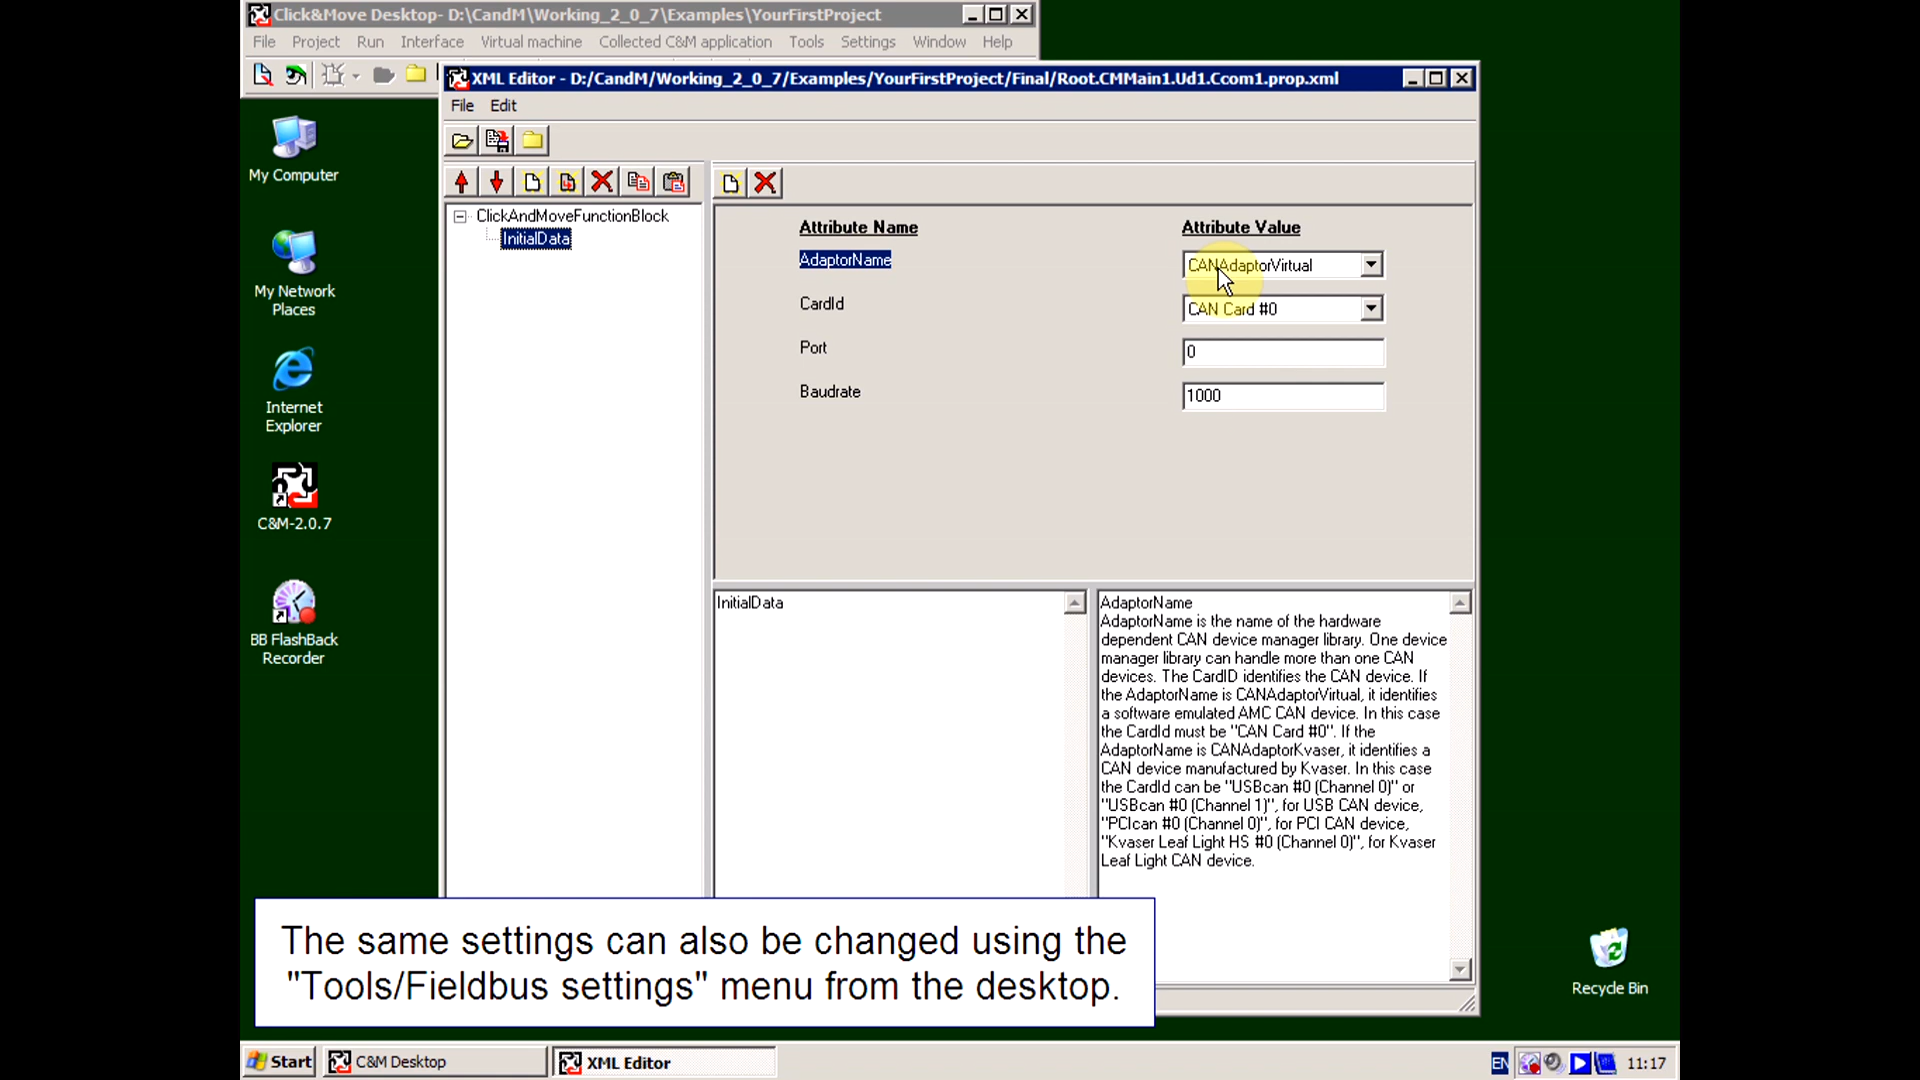 Click&Move Desktop- D:\CandM\Working_2_0_7\Examples\YourFirstProject
File Project Run Interface Virtual machine Collected C&M application Tools Settings Window Help
XML Editor - D:/CandM/Working_2_0_7/Examples/YourFirstProject/Final/Root.CMMain1.Ud1.Ccom1.prop.xml
File Edit
My Computer
My Network
Places
Internet
Explorer
C&M-2.0.7
BB FlashBack
Recorder
ClickAndMoveFunctionBlock
InitialData
Attribute Name Attribute Value
AdaptorName CANAdaptorVirtual
CardId CAN Card #0
Port 0
Baudrate 1000
InitialData
AdaptorName
AdaptorName is the name of the hardware
dependent CAN device manager library. One device
manager library can handle more than one CAN
devices. The CardID identifies the CAN device. If
the AdaptorName is CANAdaptorVirtual, it identifies
a software emulated AMC CAN device. In this case
the CardId must be "CAN Card #0". If the
AdaptorName is CANAdaptorKvaser, it identifies a
CAN device manufactured by Kvaser. In this case
the CardId can be "USBcan #0 (Channel 0)" or
"USBcan #0 (Channel 1)", for USB CAN device,
"PCIcan #0 (Channel 0)", for PCI CAN device,
"Kvaser Leaf Light HS #0 (Channel 0)", for Kvaser
Leaf Light CAN device.
The same settings can also be changed using the
"Tools/Fieldbus settings" menu from the desktop.
Recycle Bin
Start C&M Desktop XML Editor EN 11:17